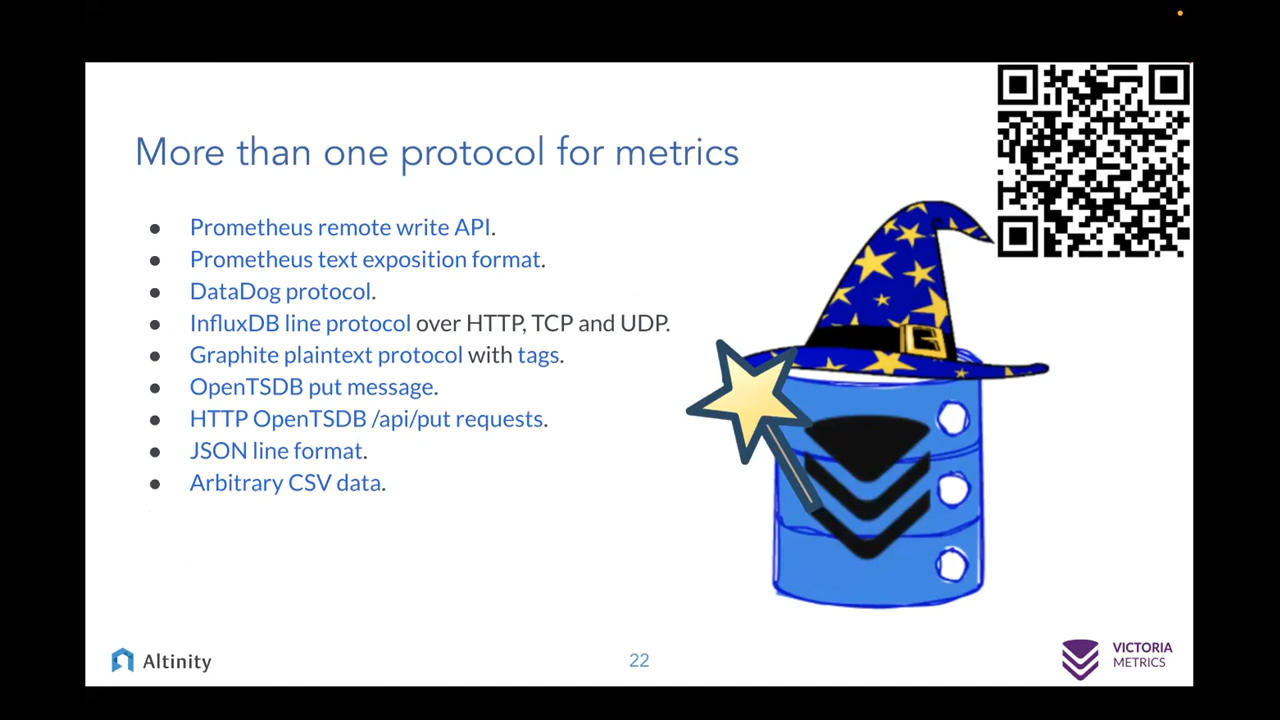 More than one protocol for metrics
● Prometheus remote write API.
● Prometheus text exposition format.
● DataDog protocol.
● InfluxDB line protocol over HTTP, TCP and UDP.
● Graphite plaintext protocol with tags.
● OpenTSDB put message.
● HTTP OpenTSDB /api/put requests.
● JSON line format.
● Arbitrary CSV data.
Altinity
22
VICTORIA
METRICS